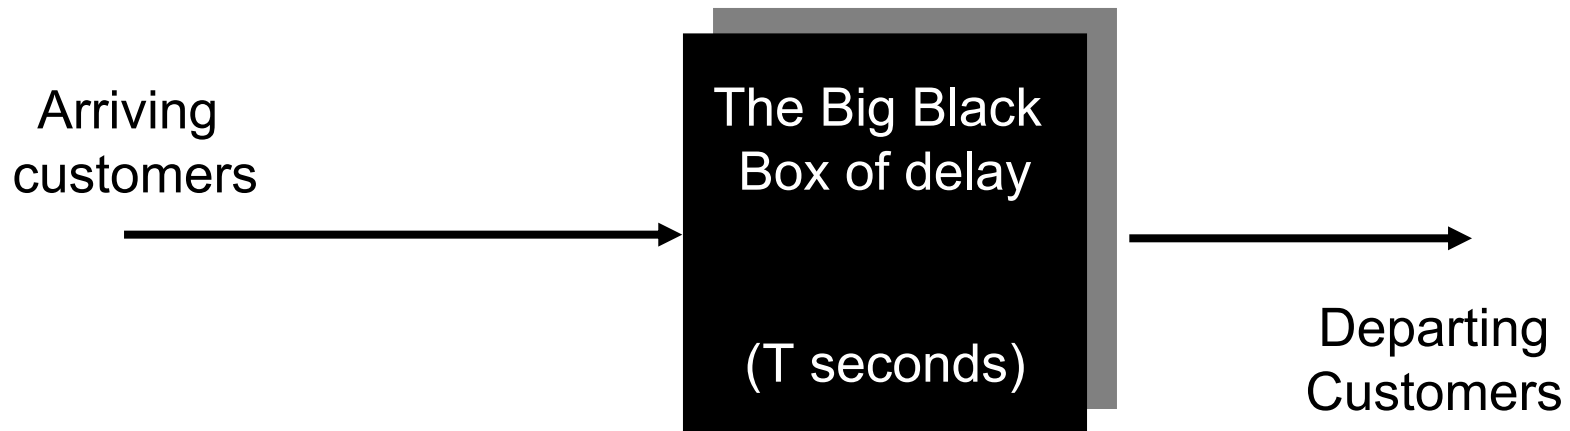 Arriving
customers
The Big Black
Box of delay
(T seconds)
Departing
Customers